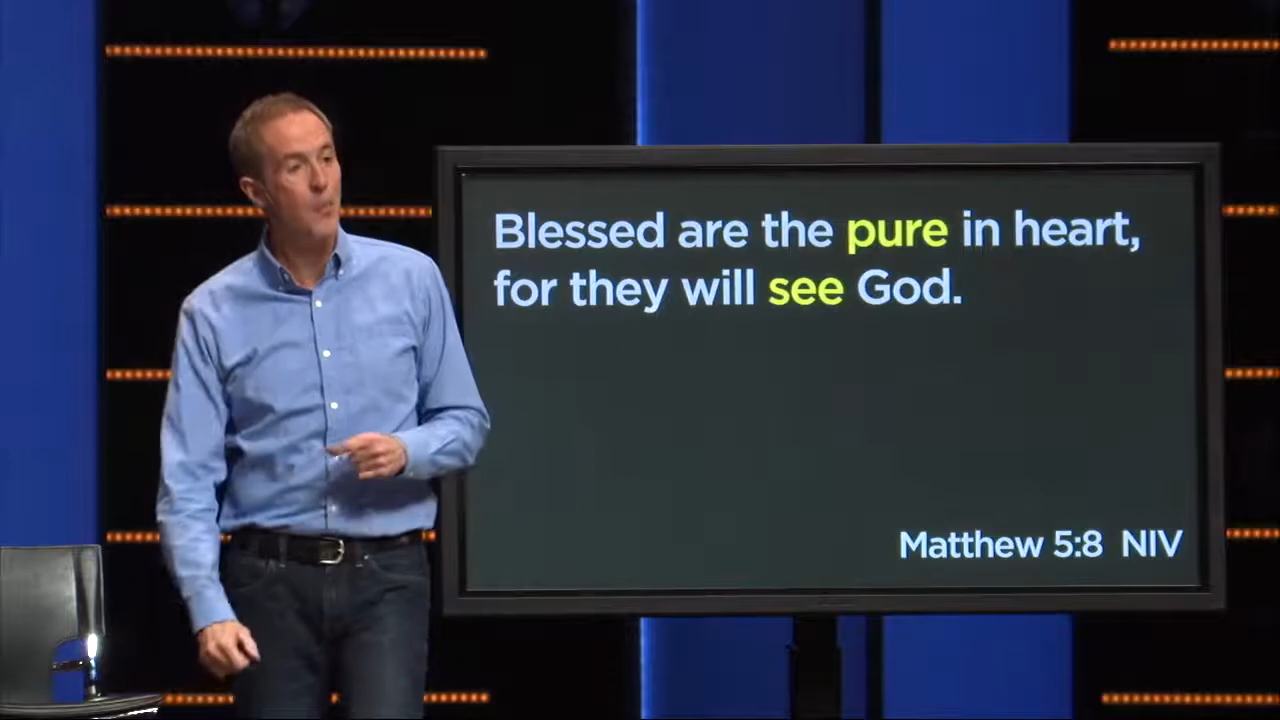 Blessed are the pure in heart,
for they will see God.
Matthew 5:8 NIV